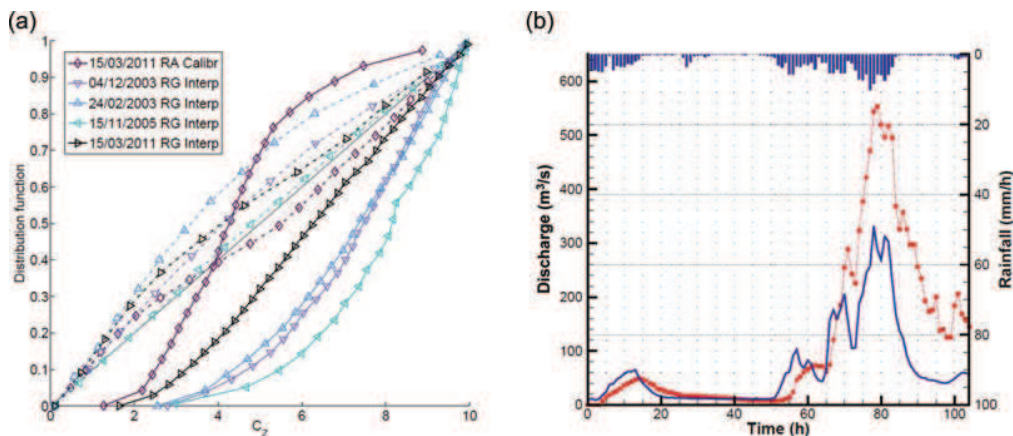 (a)
1
0.9
0.8
0.7
0.6
0.5
0.4
0.3
0.2
0.1
0
Distribution function
15/03/2011 RA Calibr
04/12/2003 RG Interp
24/02/2003 RG Interp
15/11/2005 RG Interp
15/03/2011 RG Interp
0 2 4 6 8 10
C_Z
(b)
600
500
400
300
200
100
0
Discharge (m³/s)
0
20
40
60
80
100
Rainfall (mm/h)
0 20 40 60 80 100
Time (h)